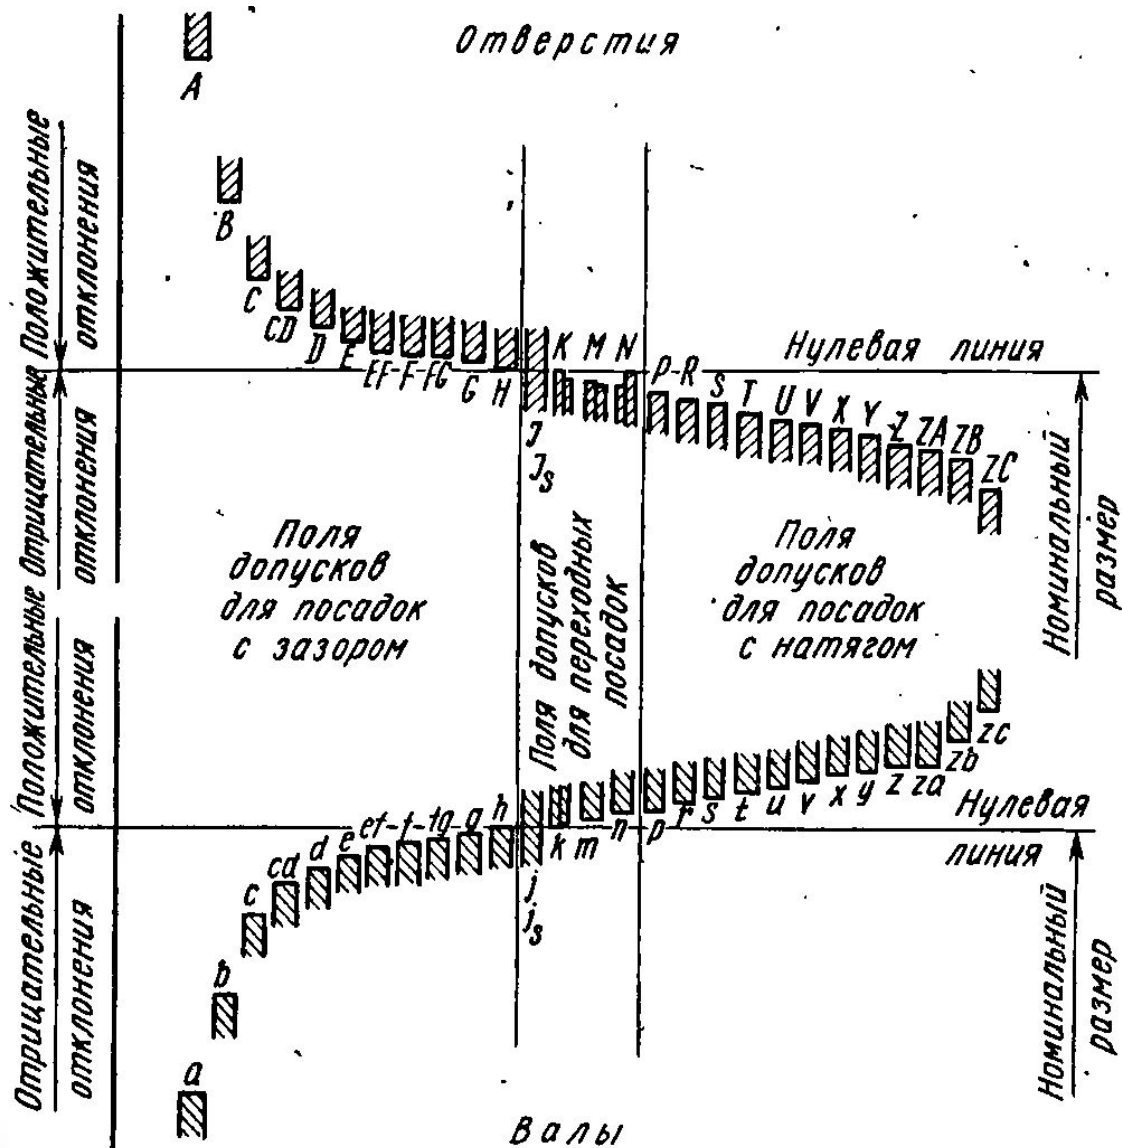 Отверстия
A
B
C
CD
D
E
EF
F
FG
G
H
J
Js
K
M
N
P
R
S
T
U
V
X
Y
Z
ZA
ZB
ZC
Нулевая линия
Положительные
отклонения
Отрицательные
отклонения
Поля
допусков
для посадок
с зазором
Поля допусков
для переходных
посадок
Поля
допусков
для посадок
с натягом
Номинальный
размер
Положительные
отклонения
Отрицательные
отклонения
a
b
c
cd
d
e
ef
f
fg
g
h
j
js
k
m
n
p
r
s
t
u
v
x
y
z
za
zb
zc
Нулевая
линия
Номинальный
размер
Валы